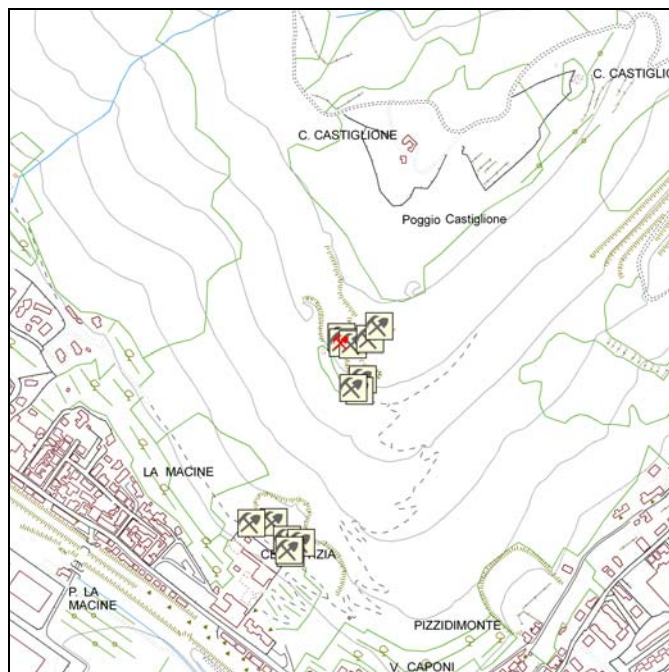 C. CASTIGLIO
C. CASTIGLIONE
Poggio Castiglione
LA MACINE
P. LA
MACINE
PIZZIDIMONTE
V. CAPONI